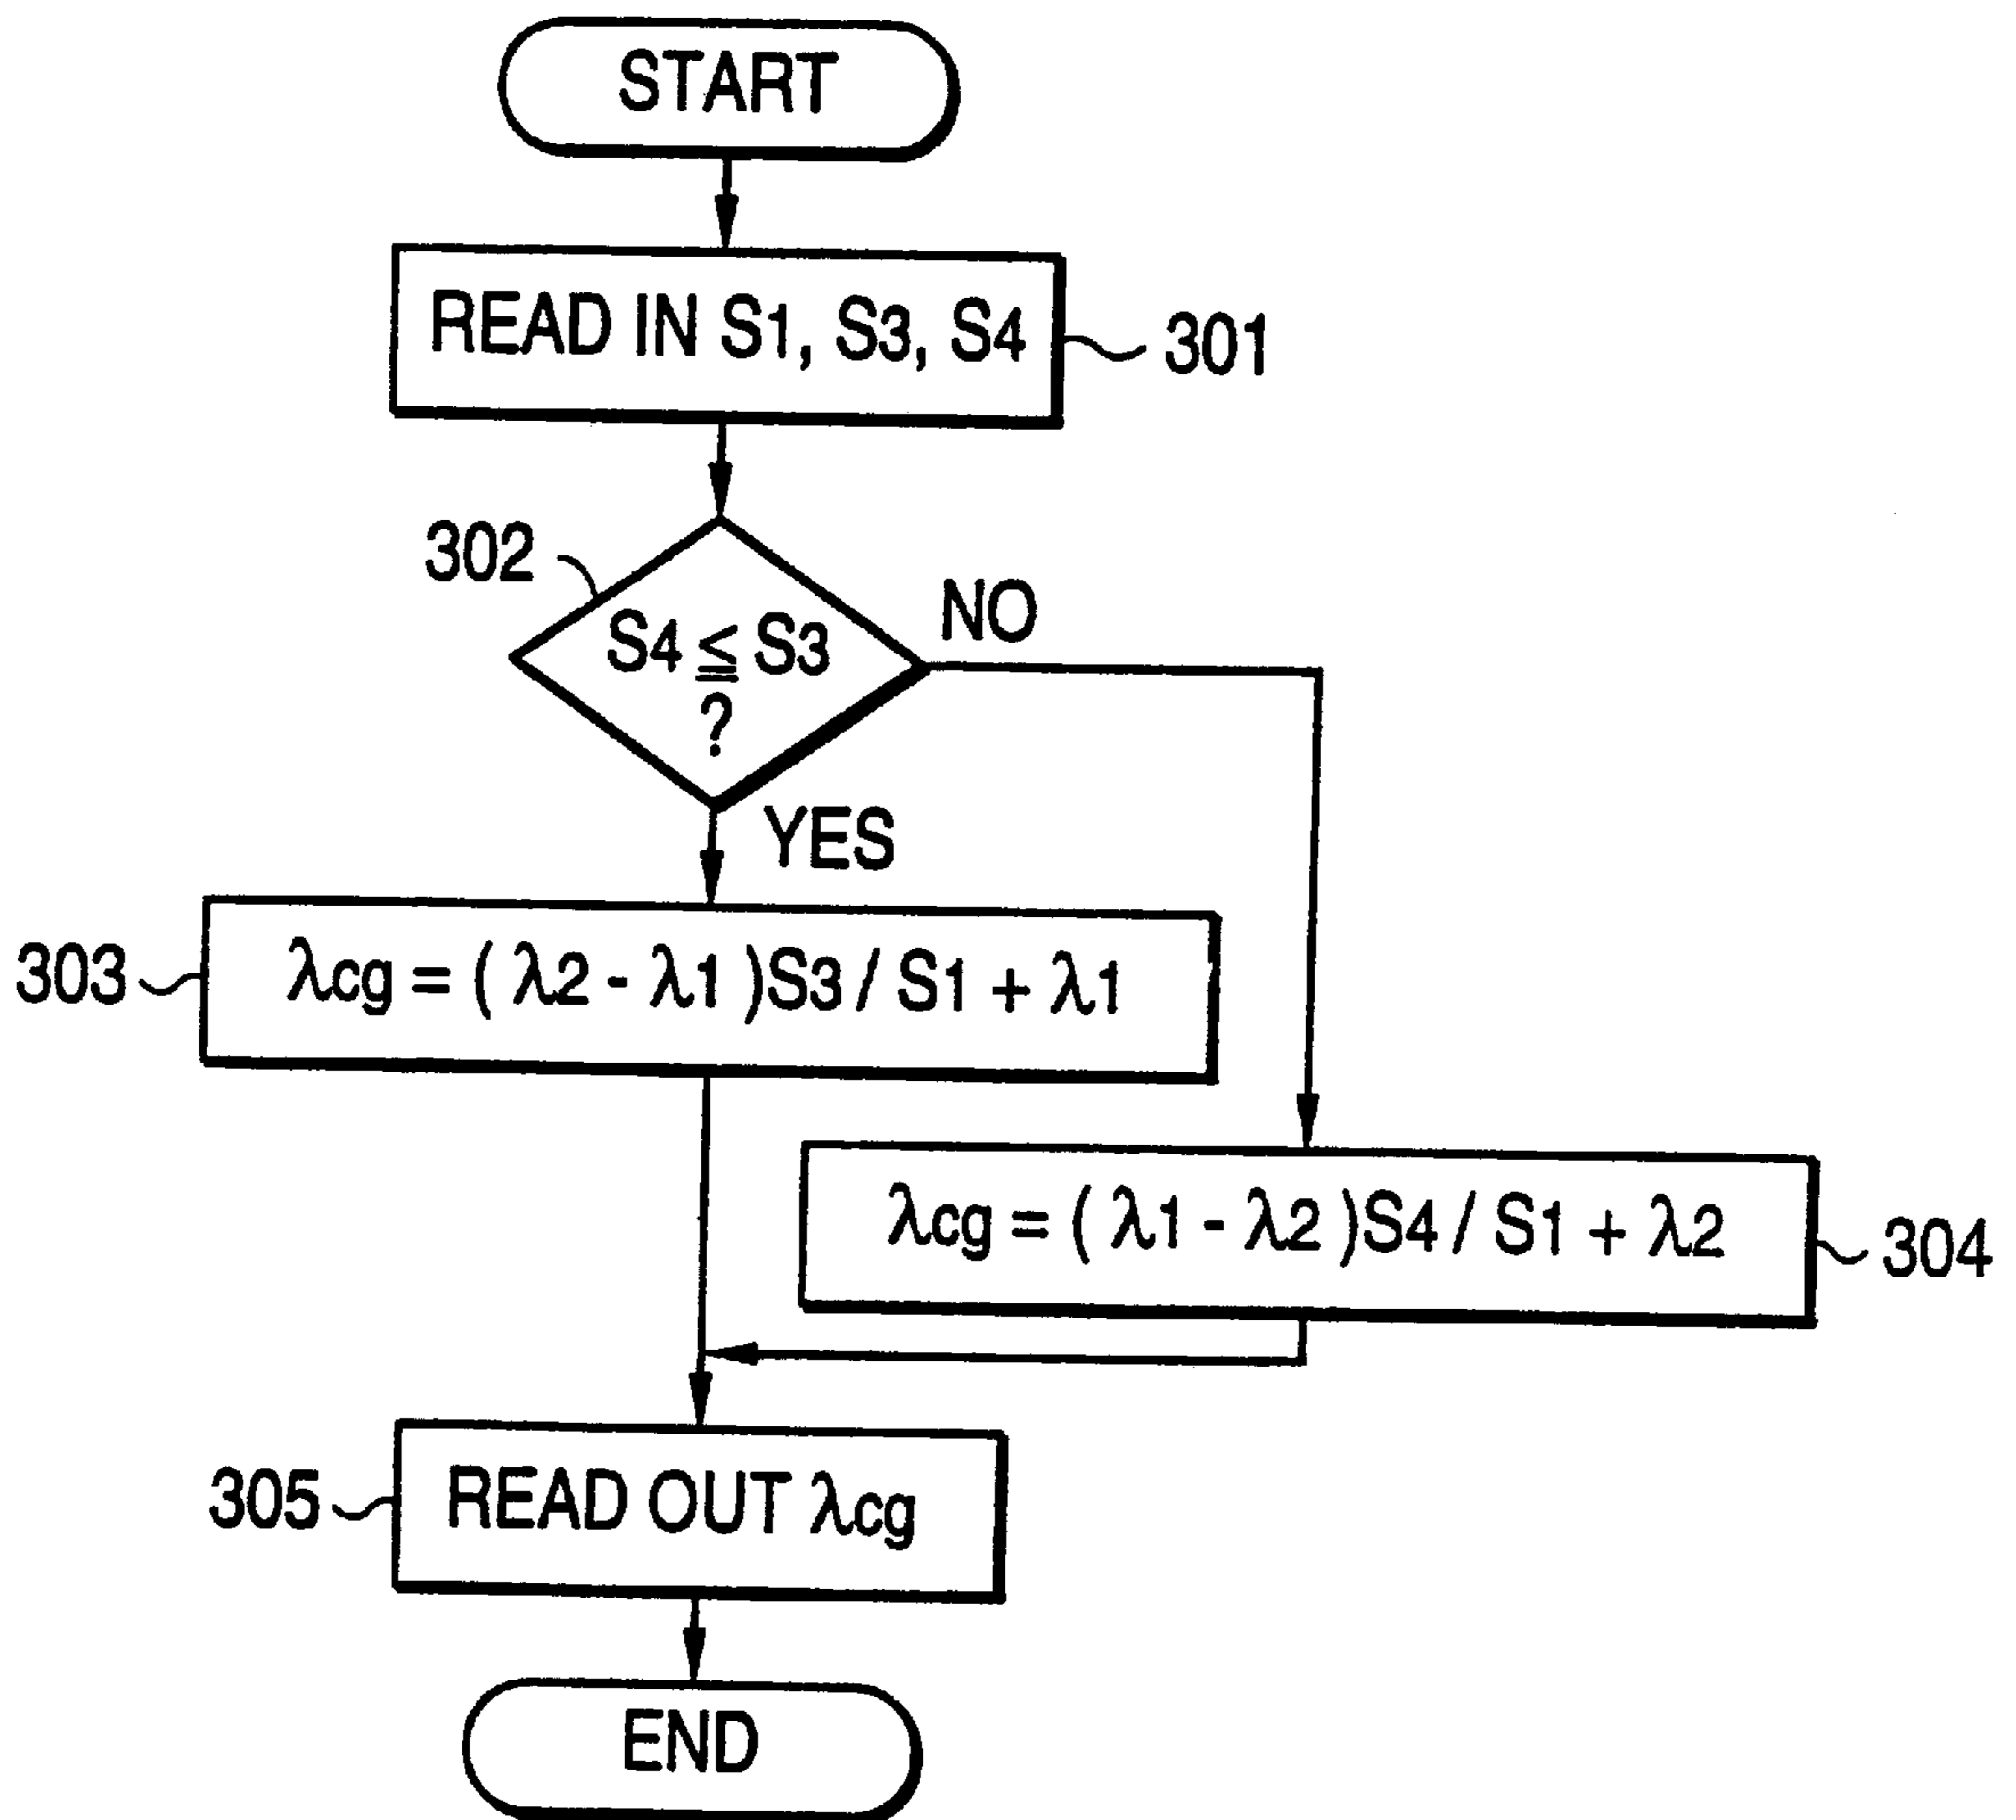 START
READ IN S1, S3, S4
301
302
S4 ≦ S3
?
NO
YES
303
λcg = ( λ2 - λ1 )S3 / S1 + λ1
λcg = ( λ1 - λ2 )S4 / S1 + λ2
304
305
READ OUT λcg
END